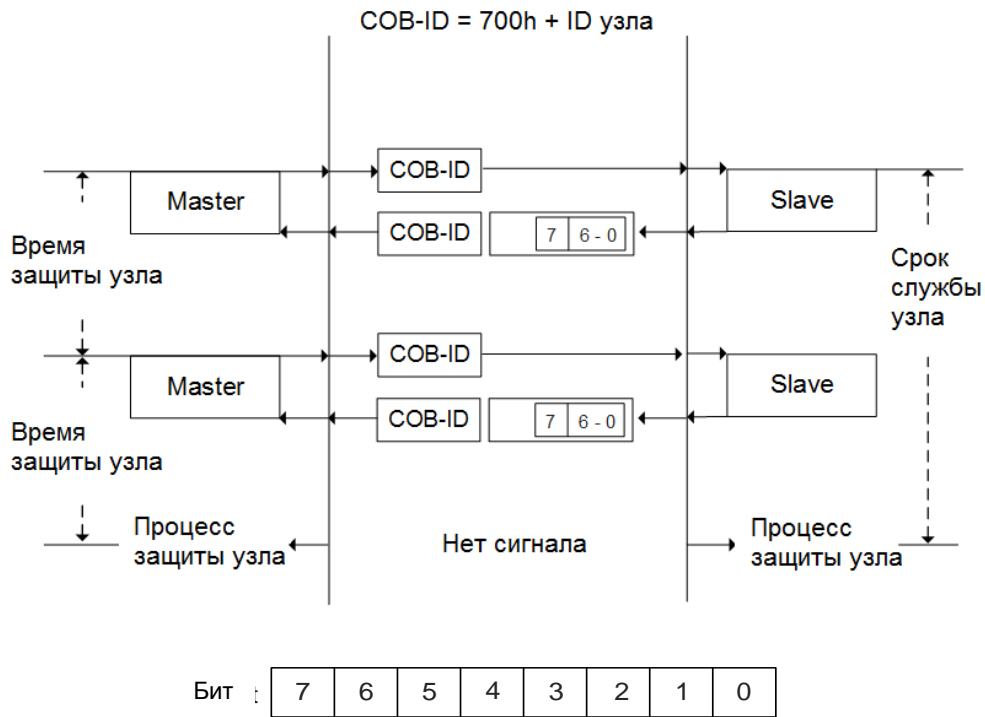 COB-ID = 700h + ID узла
COB-ID
Master
Slave
COB-ID
7 6 - 0
Время
защиты узла
Срок
службы
узла
COB-ID
Master
Slave
COB-ID
7 6 - 0
Время
защиты узла
Процесс
защиты узла
Нет сигнала
Процесс
защиты узла
Бит 7 6 5 4 3 2 1 0